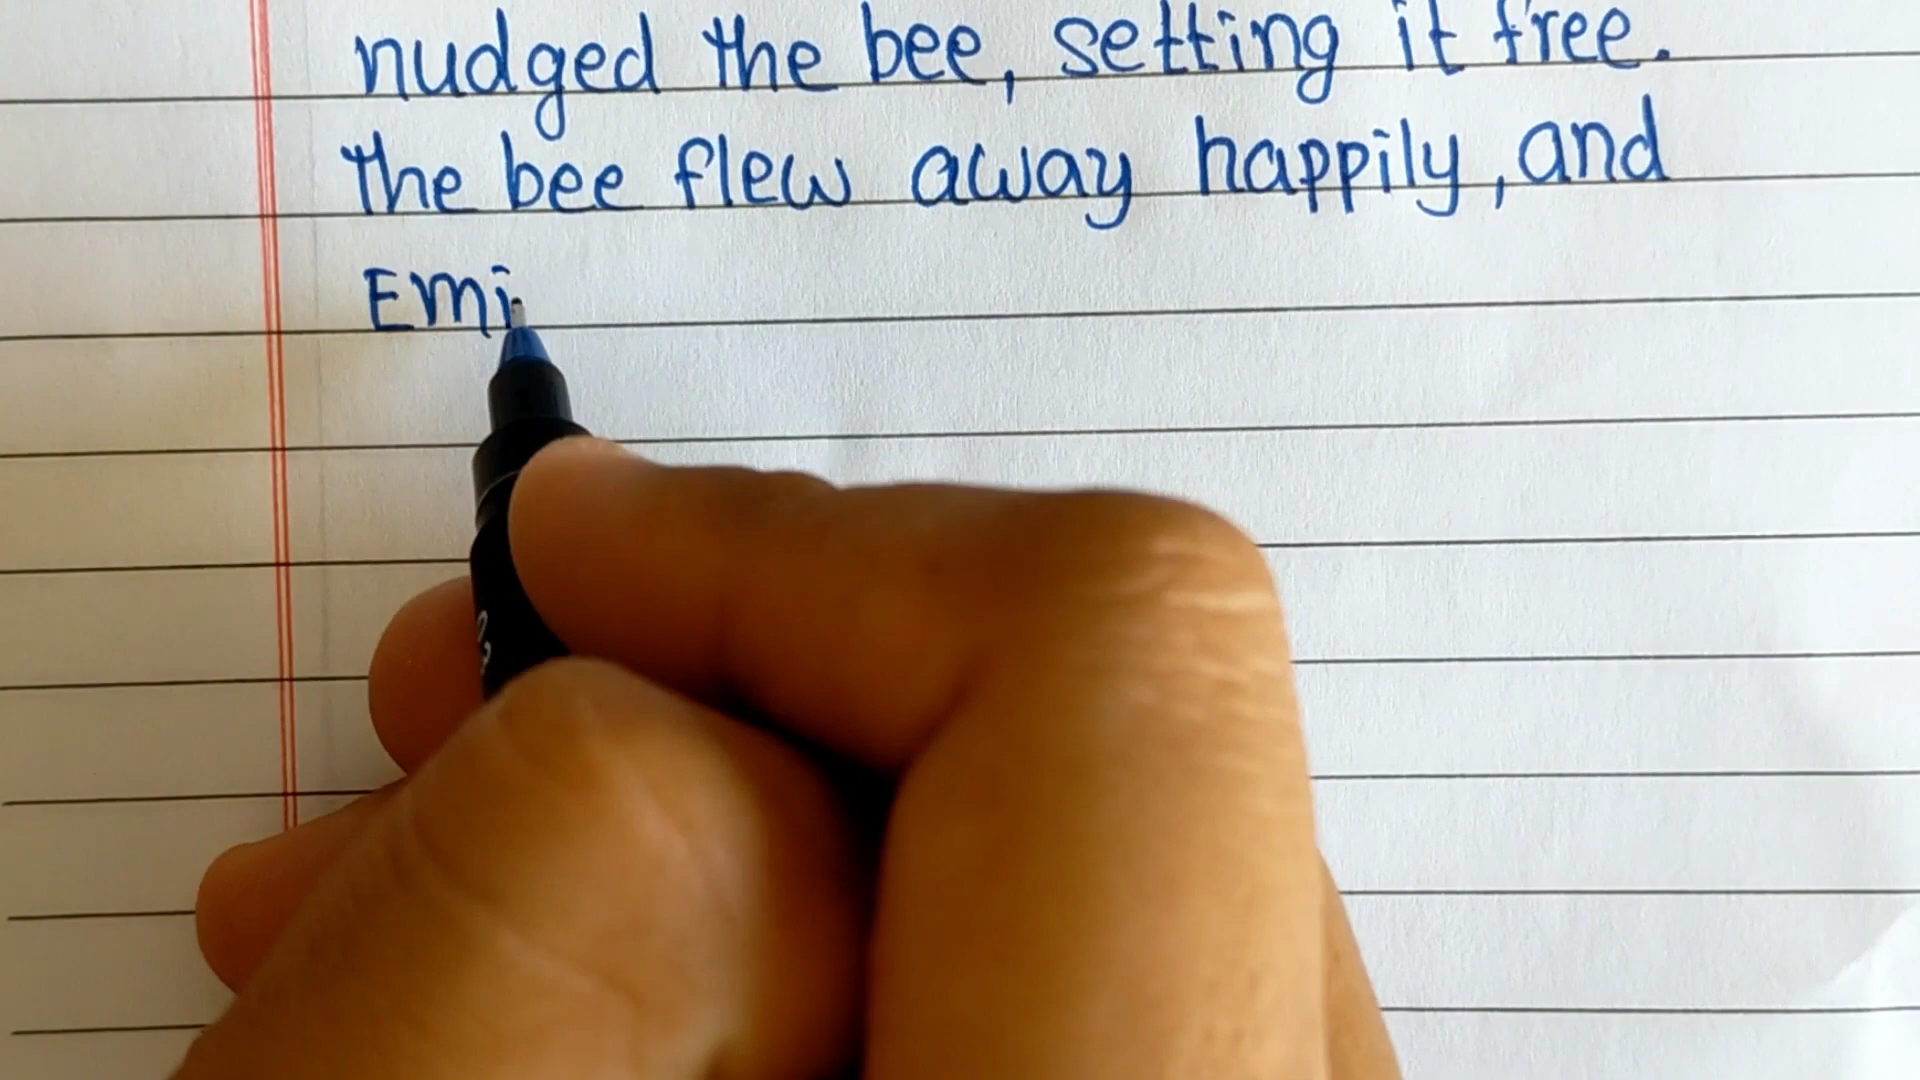 nudged the bee, setting it free.
the bee flew away happily, and
Emi